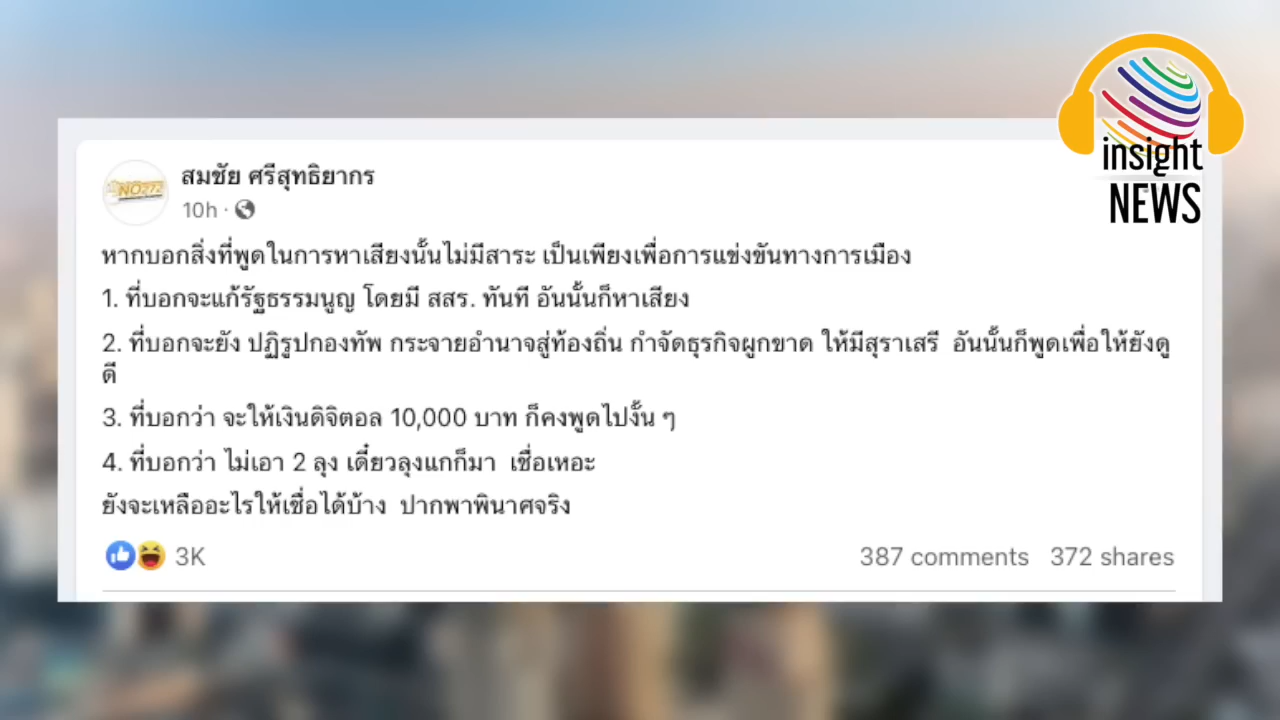 insight
NEWS
สมชัย ศรีสุทธิยากร
10h ·
หากบอกสิ่งที่พูดในการหาเสียงนั้นไม่มีสาระ เป็นเพียงเพื่อการแข่งขันทางการเมือง
1. ที่บอกจะแก้รัฐธรรมนูญ โดยมี สสร. ทันที อันนั้นก็หาเสียง
2. ที่บอกจะยัง ปฏิรูปกองทัพ กระจายอำนาจสู่ท้องถิ่น กำจัดธุรกิจผูกขาด ให้มีสุราเสรี อันนั้นก็พูดเพื่อให้ยังดู
ดี
3. ที่บอกว่า จะให้เงินดิจิตอล 10,000 บาท ก็คงพูดไปงั้น ๆ
4. ที่บอกว่า ไม่เอา 2 ลุง เดี๋ยวลุงแกก็มา เชื่อเหอะ
ยังจะเหลืออะไรให้เชื่อได้บ้าง ปากพาพินาศจริง
3K
387 comments 372 shares